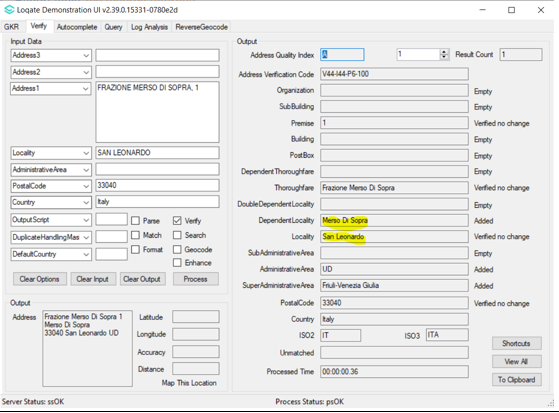 Loqate Demonstration UI v2.39.0.15331-0780e2d
GKR Verify Autocomplete Query Log Analysis ReverseGeocode
Input Data
Address3
Address2
Address1 FRAZIONE MERSO DI SOPRA, 1
Locality SAN LEONARDO
AdministrativeArea
PostalCode 33040
Country Italy
OutputScript Parse Verify
DuplicateHandlingMas Match Search
DefaultCountry Format Geocode
Enhance
Clear Options Clear Input Clear Output Process
Output
Address Frazione Merso Di Sopra 1
Merso Di Sopra
33040 San Leonardo UD
Latitude
Longitude
Accuracy
Distance
Map This Location
Output
Address Quality Index A 1 Result Count 1
Address Verification Code V44-I44-P6-100
Organization Empty
SubBuilding Empty
Premise 1 Verified no change
Building Empty
PostBox Empty
DependentThoroughfare Empty
Thoroughfare Frazione Merso Di Sopra Verified no change
DoubleDependentLocality Empty
DependentLocality Merso Di Sopra Added
Locality San Leonardo Verified no change
SubAdministrativeArea Empty
AdministrativeArea UD Added
SuperAdministrativeArea Friuli-Venezia Giulia Added
PostalCode 33040 Verified no change
Country Italy
ISO2 IT ISO3 ITA
Unmatched
Processed Time 00:00:00.36
Shortcuts
View All
To Clipboard
Server Status: ssOK Process Status: psOK